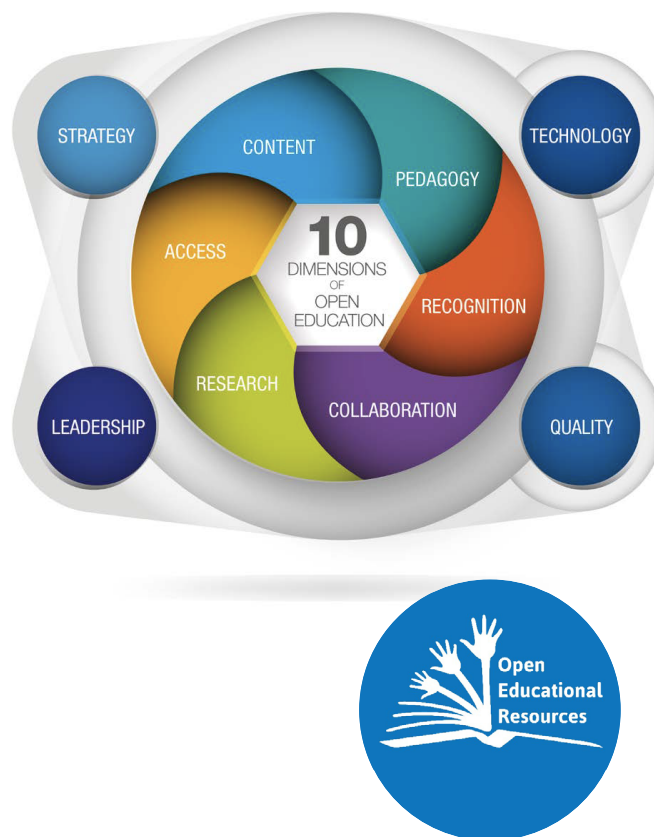 STRATEGY
TECHNOLOGY
CONTENT
PEDAGOGY
ACCESS
10
DIMENSIONS
OF
OPEN
EDUCATION
RECOGNITION
RESEARCH
COLLABORATION
LEADERSHIP
QUALITY
Open
Educational
Resources